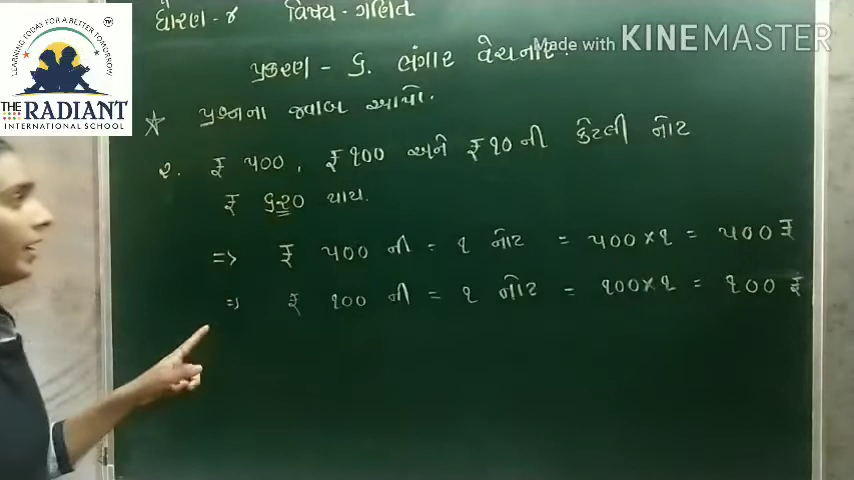 ધોરણ - ૪ વિષય - ગણિત
Made with KINEMASTER
પ્રકરણ - ૬. ભંગાર વેચનાર.
LEARNING TODAY FOR A BETTER TOMORROW
THE RADIANT
INTERNATIONAL SCHOOL
☆ પ્રશ્નના જવાબ આપો.
૨. ₹ ૫૦૦, ₹ ૧૦૦ અને ₹ ૧૦ ની કેટલી નોટ
₹ ૬૨૦ થાય.
=> ₹ ૫૦૦ ની = ૧ નોટ = ૫૦૦ × ૧ = ૫૦૦ ₹
=> ₹ ૧૦૦ ની = ૧ નોટ = ૧૦૦ × ૧ = ૧૦૦ ₹